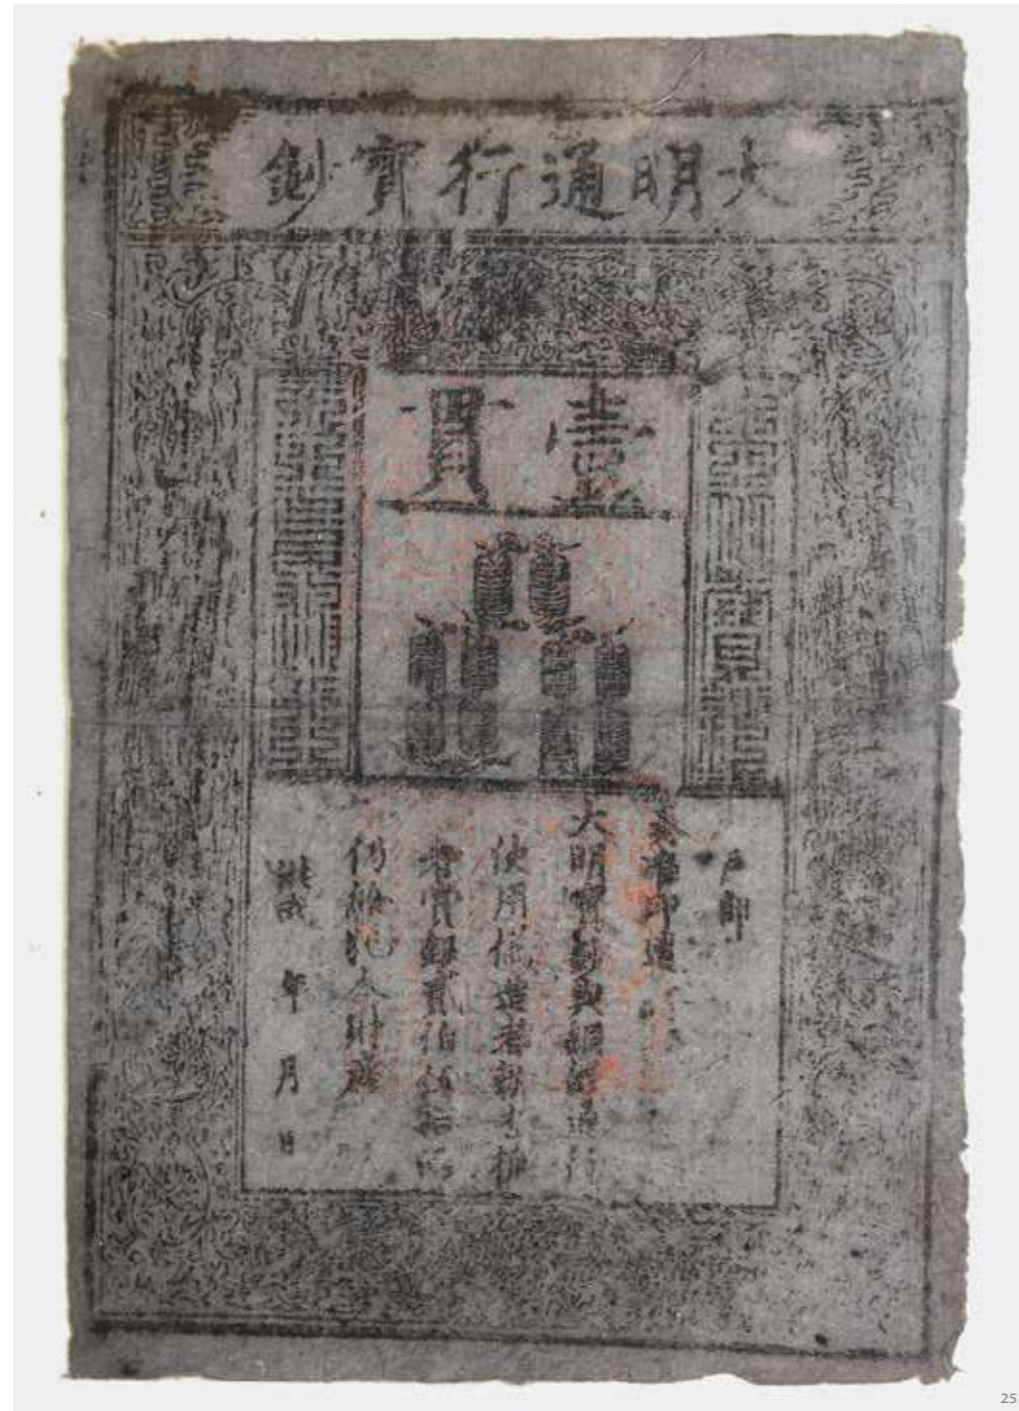 大明通行寶鈔
壹貫
戶部
奏准印造
大明寶鈔與銅錢通行
使用偽造者斬告捕
者賞銀貳佰伍拾兩
仍給犯人財產
洪武 年 月 日
25